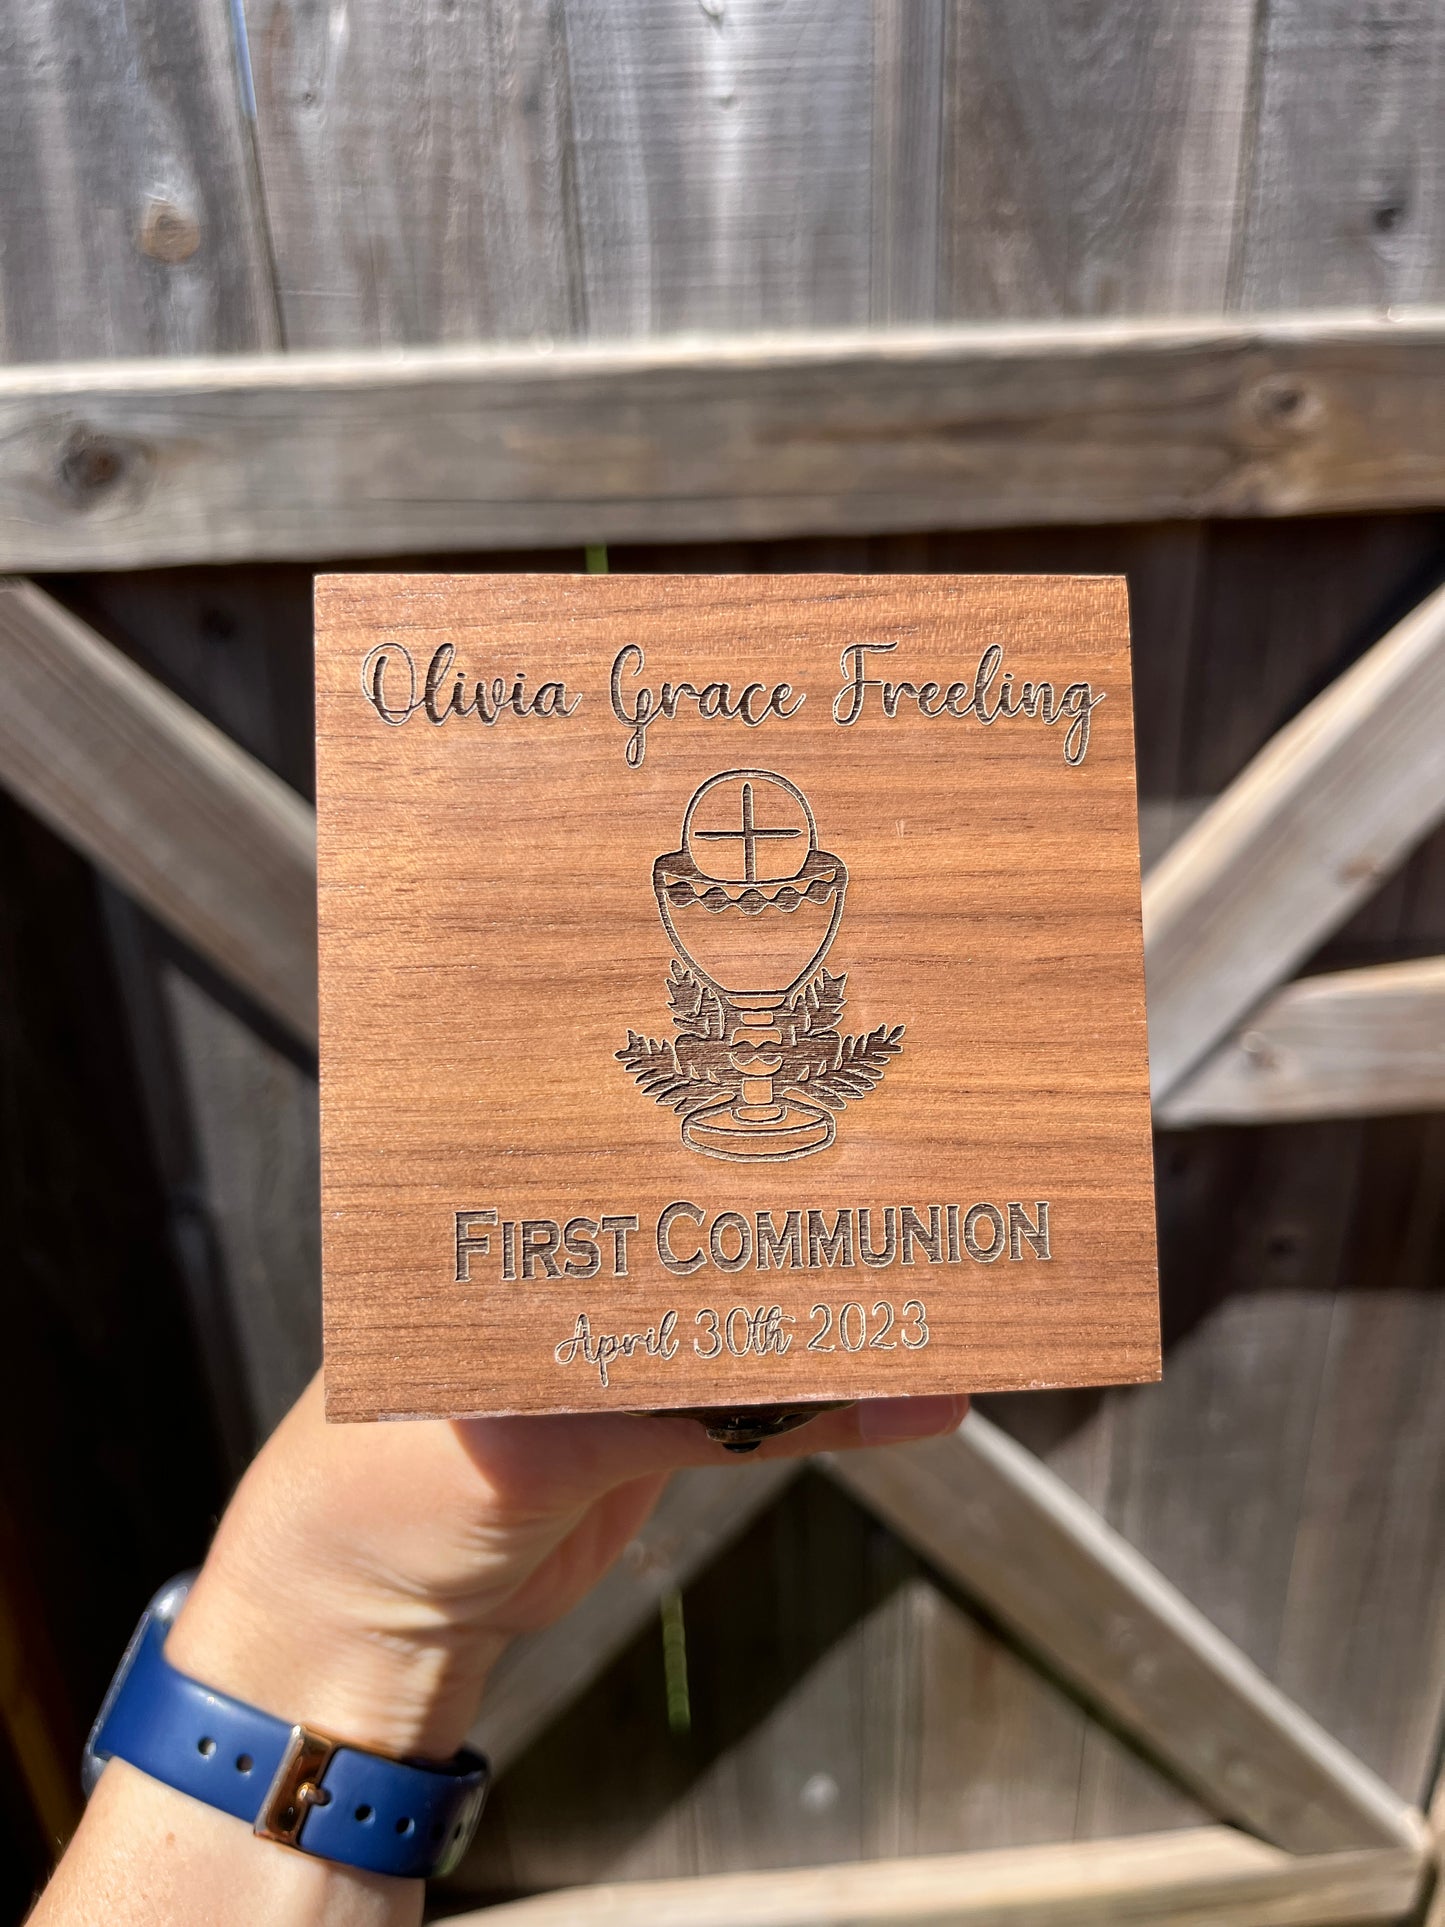 Olivia Grace Freeling
First Communion
April 30th 2023